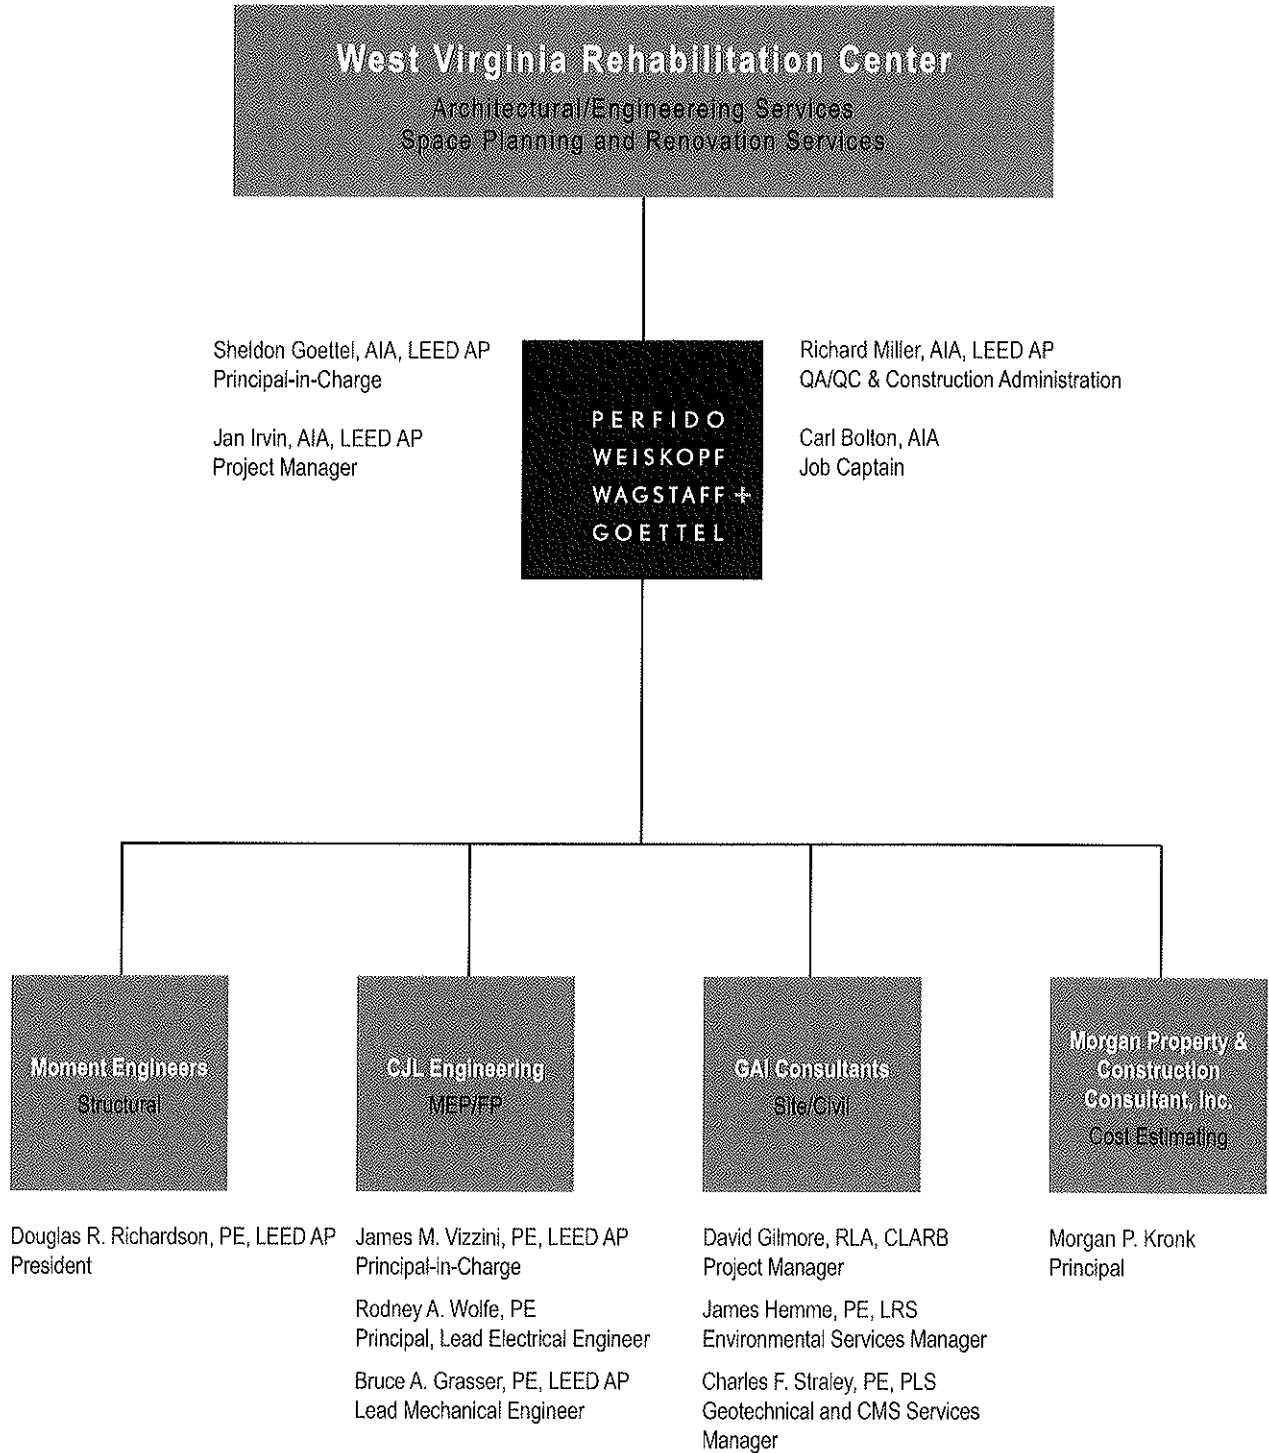 West Virginia Rehabilitation Center
Architectural/Engineereing Services
Space Planning and Renovation Services
Sheldon Goettel, AIA, LEED AP
Principal-in-Charge
Jan Irvin, AIA, LEED AP
Project Manager
PERFIDO
WEISKOPF
WAGSTAFF +
GOETTEL
Richard Miller, AIA, LEED AP
QA/QC & Construction Administration
Carl Bolton, AIA
Job Captain
Moment Engineers
Structural
Douglas R. Richardson, PE, LEED AP
President
CJL Engineering
MEP/FP
James M. Vizzini, PE, LEED AP
Principal-in-Charge
Rodney A. Wolfe, PE
Principal, Lead Electrical Engineer
Bruce A. Grasser, PE, LEED AP
Lead Mechanical Engineer
GAI Consultants
Site/Civil
David Gilmore, RLA, CLARB
Project Manager
James Hemme, PE, LRS
Environmental Services Manager
Charles F. Straley, PE, PLS
Geotechnical and CMS Services
Manager
Morgan Property &
Construction
Consultant, Inc.
Cost Estimating
Morgan P. Kronk
Principal